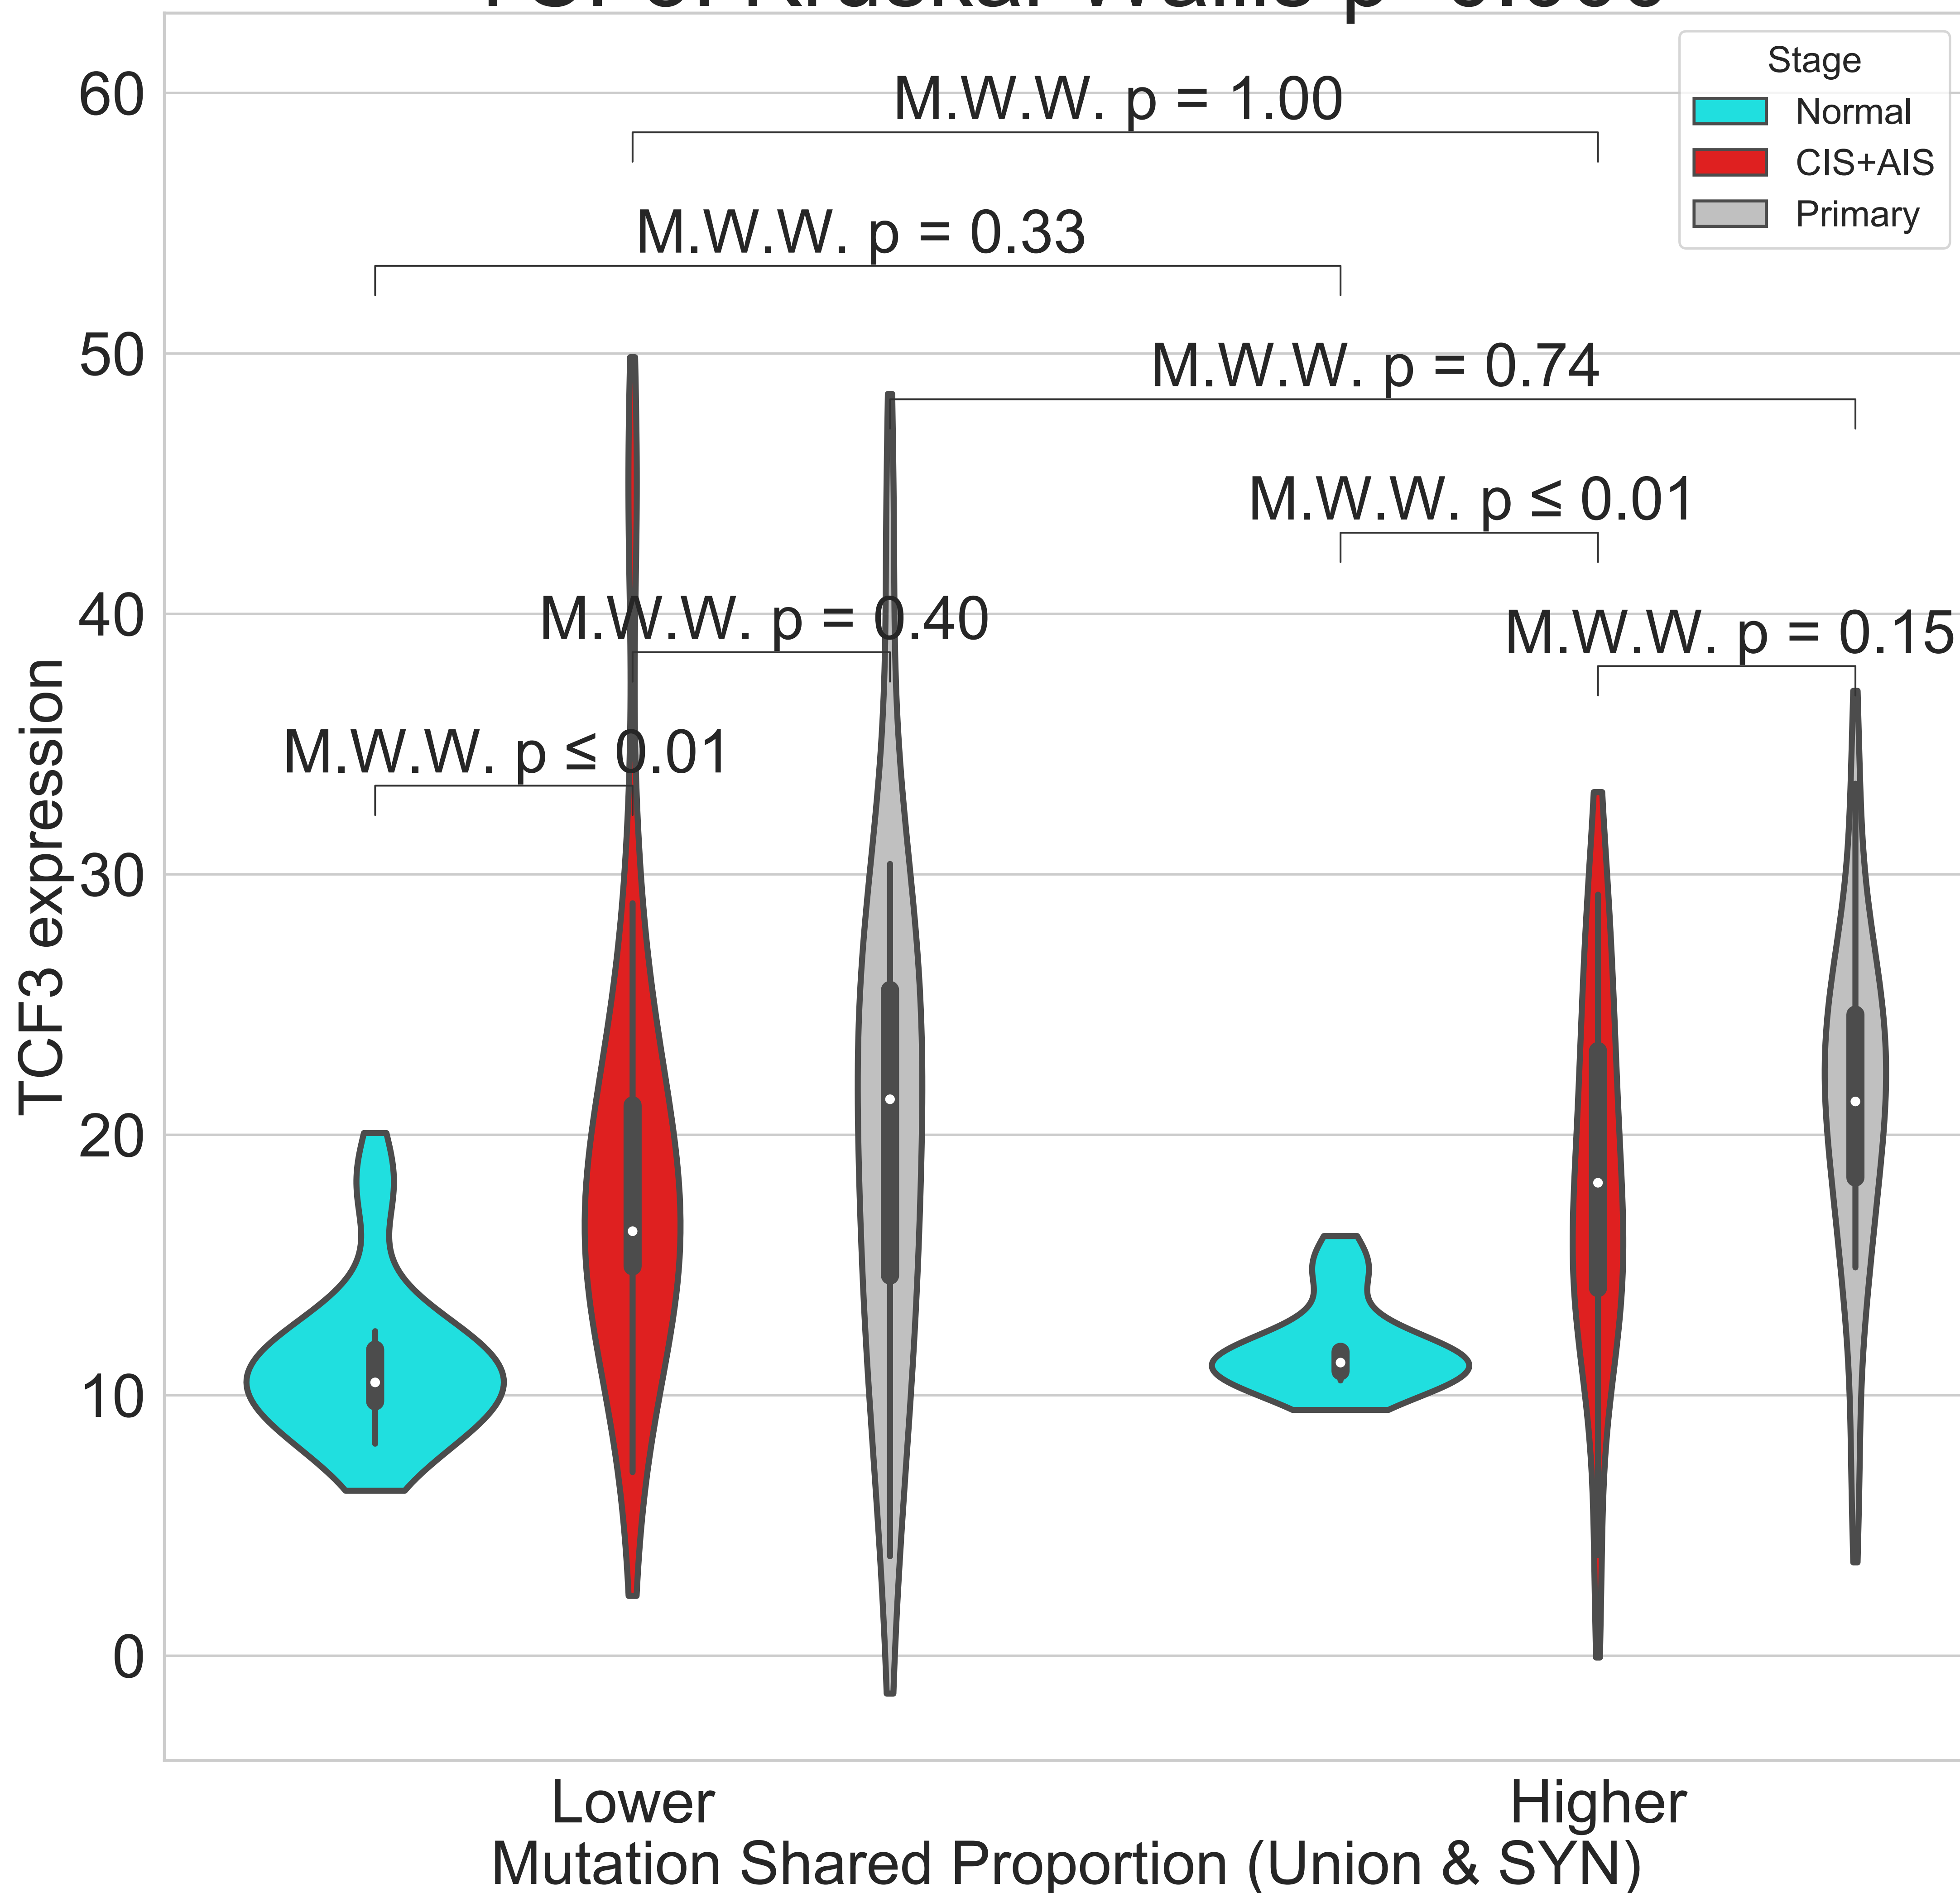 60
50
40
30
20
10
0
TCF3 expression
Stage
Normal
CIS+AIS
Primary
M.W.W. p = 1.00
M.W.W. p = 0.33
M.W.W. p = 0.74
M.W.W. p ≤ 0.01
M.W.W. p = 0.40
M.W.W. p = 0.15
M.W.W. p ≤ 0.01
Lower
Higher
Mutation Shared Proportion (Union & SYN)